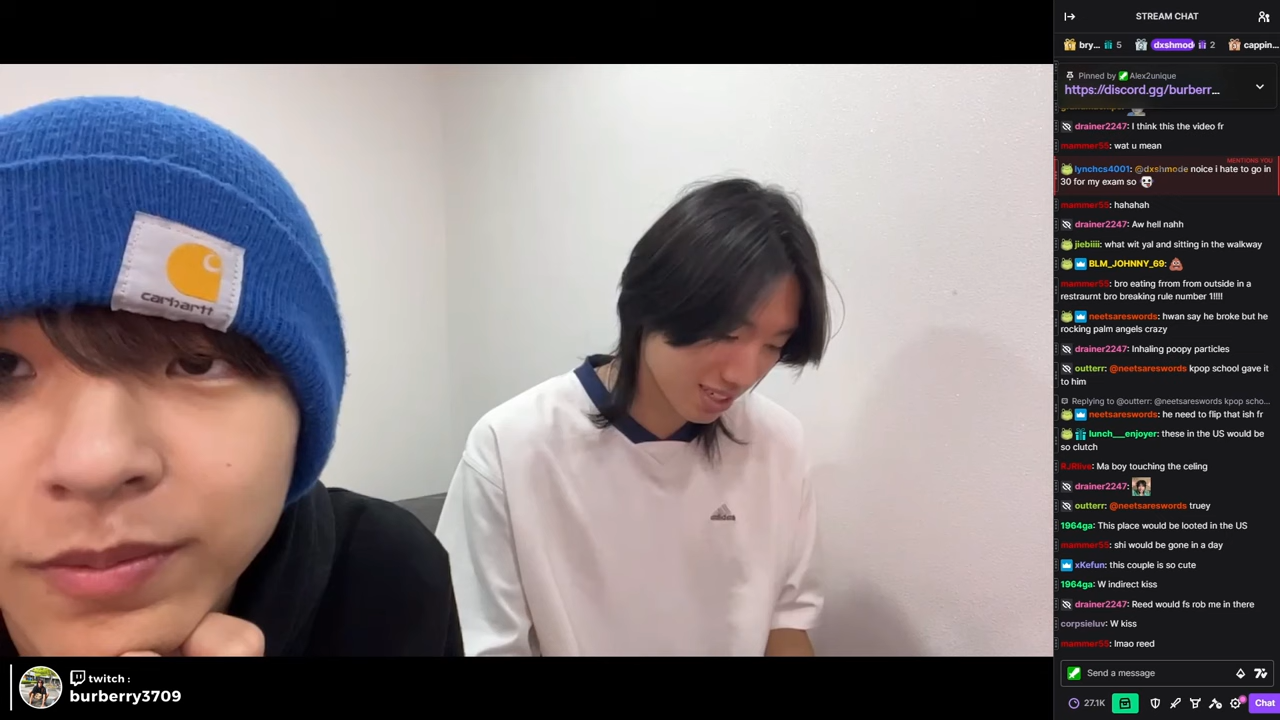 STREAM CHAT
bry... 5 dxshmod 2 cappin...
Pinned by Alex2unique
https://discord.gg/burberr...
drainer2247: I think this the video fr
mammer55: wat u mean
MENTIONS YOU
lynchcs4001: @dxshmode noice i hate to go in
30 for my exam so
mammer55: hahahah
drainer2247: Aw hell nahh
jiebiiii: what wit yal and sitting in the walkway
BLM_JOHNNY_69:
mammer55: bro eating frrom from outside in a
restraurnt bro breaking rule number 1!!!!
neetsareswords: hwan say he broke but he
rocking palm angels crazy
drainer2247: Inhaling poopy particles
outterr: @neetsareswords kpop school gave it
to him
Replying to @outterr: @neetsareswords kpop scho...
neetsareswords: he need to flip that ish fr
lunch__enjoyer: these in the US would be
so clutch
RJRlive: Ma boy touching the celing
drainer2247:
outterr: @neetsareswords truey
1964ga: This place would be looted in the US
mammer55: shi would be gone in a day
xKefun: this couple is so cute
1964ga: W indirect kiss
drainer2247: Reed would fs rob me in there
corpsieluv: W kiss
mammer55: lmao reed
Send a message
27.1K
Chat
carhartt
adidas
twitch :
burberry3709